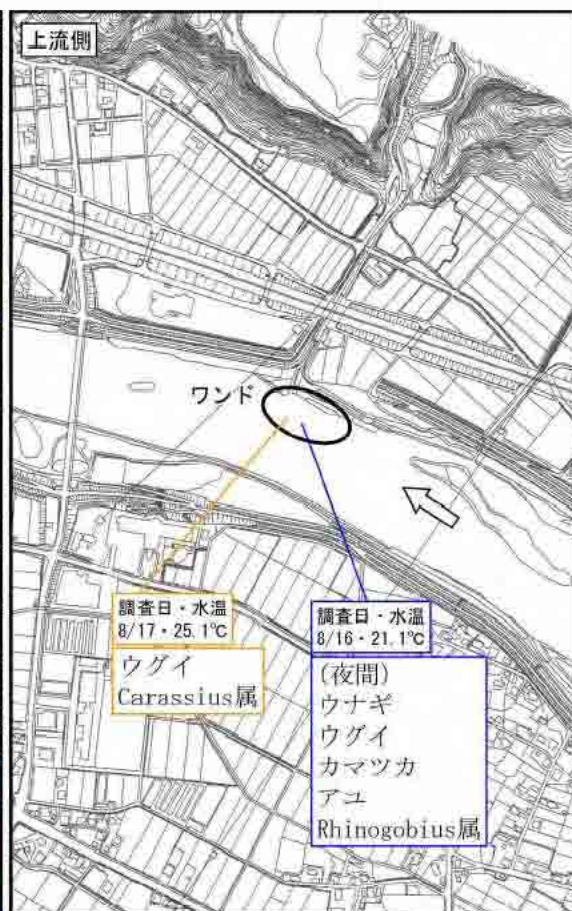 上流側
ワンド
調査日・水温
8/17・25.1℃
ウグイ
Carassius属
調査日・水温
8/16・21.1℃
(夜間)
ウナギ
ウグイ
カマツカ
アユ
Rhinogobius属